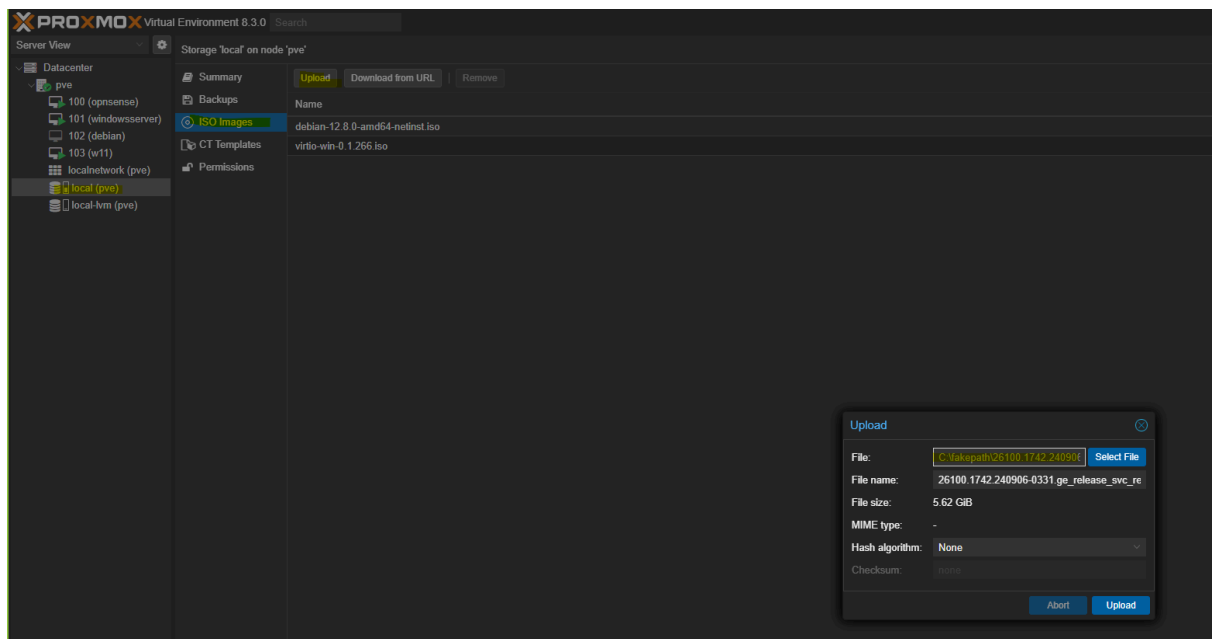 PROXMOX Virtual Environment 8.3.0 Search
Server View
Storage 'local' on node 'pve'
Datacenter
pve
100 (opnsense)
101 (windowsserver)
102 (debian)
103 (w11)
localnetwork (pve)
local (pve)
local-lvm (pve)
Summary
Backups
ISO Images
CT Templates
Permissions
Upload Download from URL Remove
Name
debian-12.8.0-amd64-netinst.iso
virtio-win-0.1.266.iso
Upload
File: C:\fakepath\26100.1742.240906 Select File
File name: 26100.1742.240906-0331.ge_release_svc_re
File size: 5.62 GiB
MIME type: -
Hash algorithm: None
Checksum: none
Abort Upload